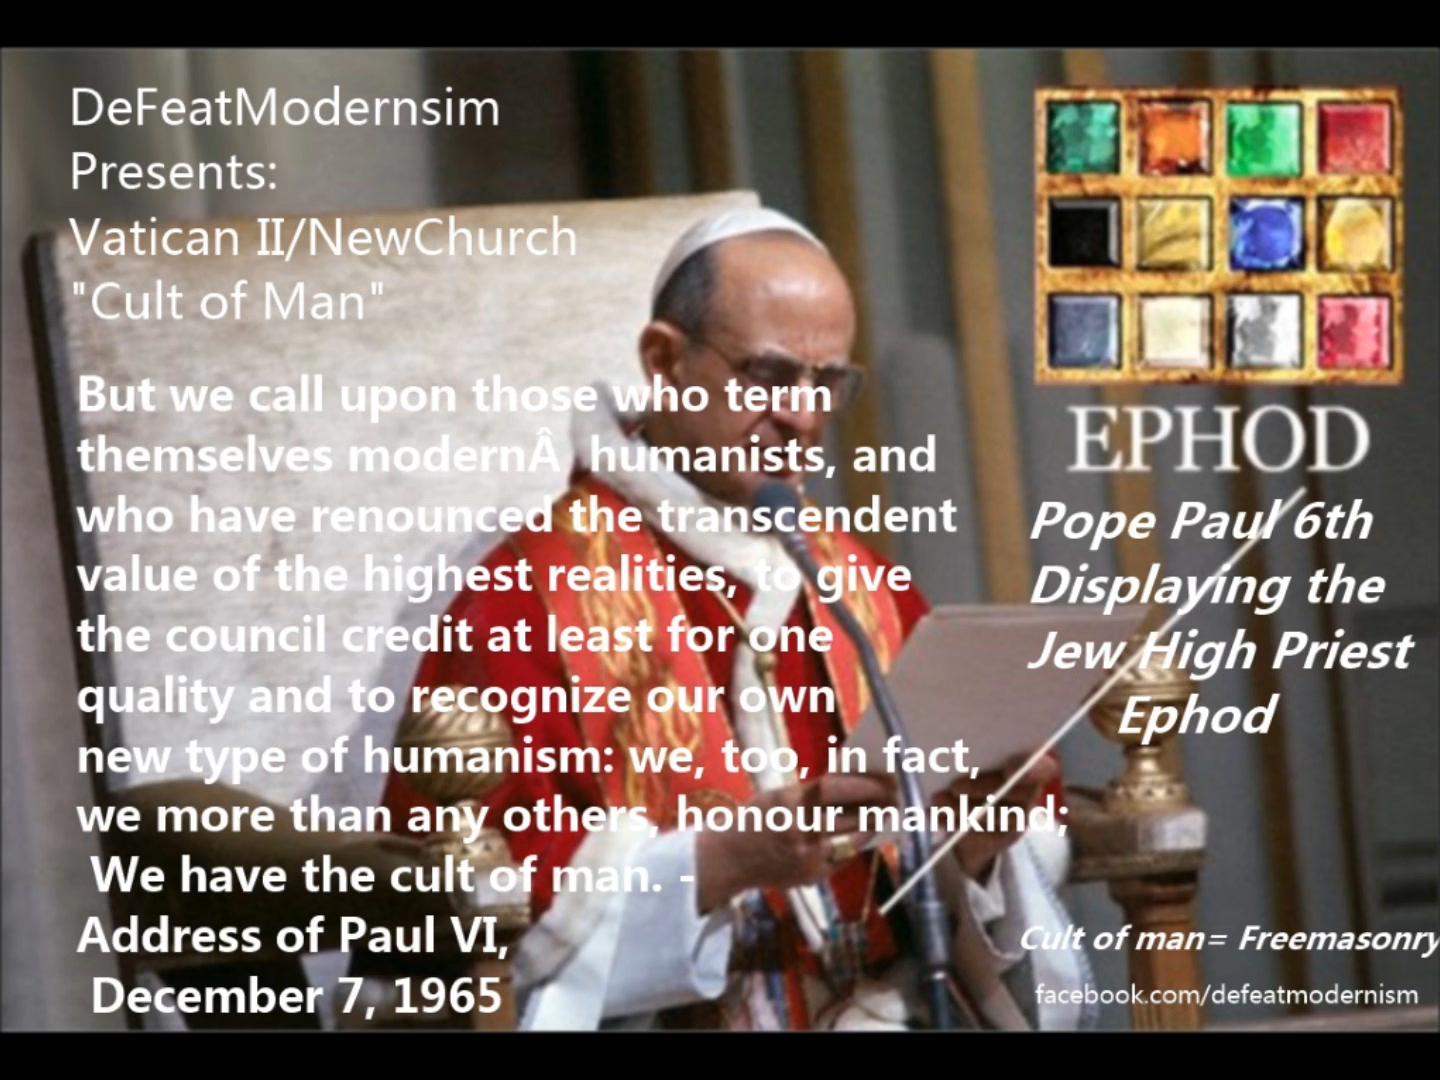 DeFeatModernsim
Presents:
Vatican II/NewChurch
"Cult of Man"
But we call upon those who term
themselves modernÂ  humanists, and
who have renounced the transcendent
value of the highest realities, to give
the council credit at least for one
quality and to recognize our own
new type of humanism: we, too, in fact,
we more than any others, honour mankind;
We have the cult of man. -
Address of Paul VI,
December 7, 1965
EPHOD
Pope Paul 6th
Displaying the
Jew High Priest
Ephod
Cult of man= Freemasonry
facebook.com/defeatmodernism